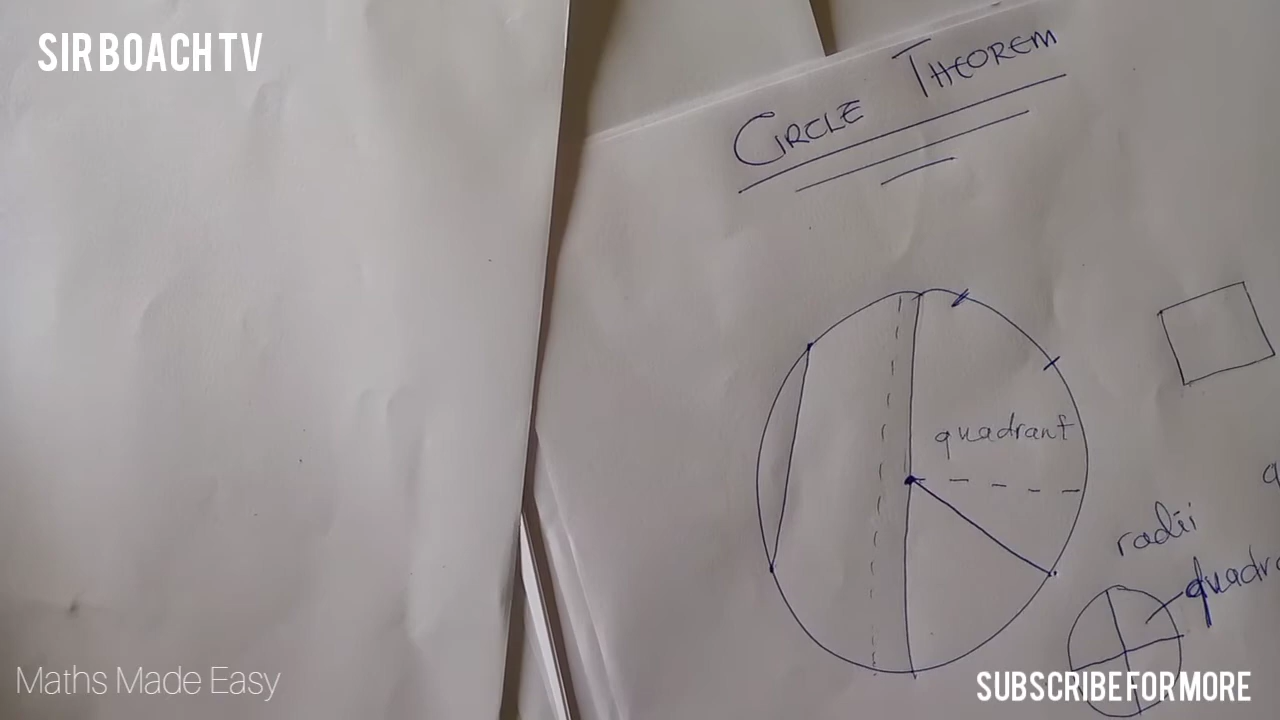 SIR BOACH TV
CIRCLE THEOREM
quadrant
radii
Maths Made Easy
SUBSCRIBE FOR MORE